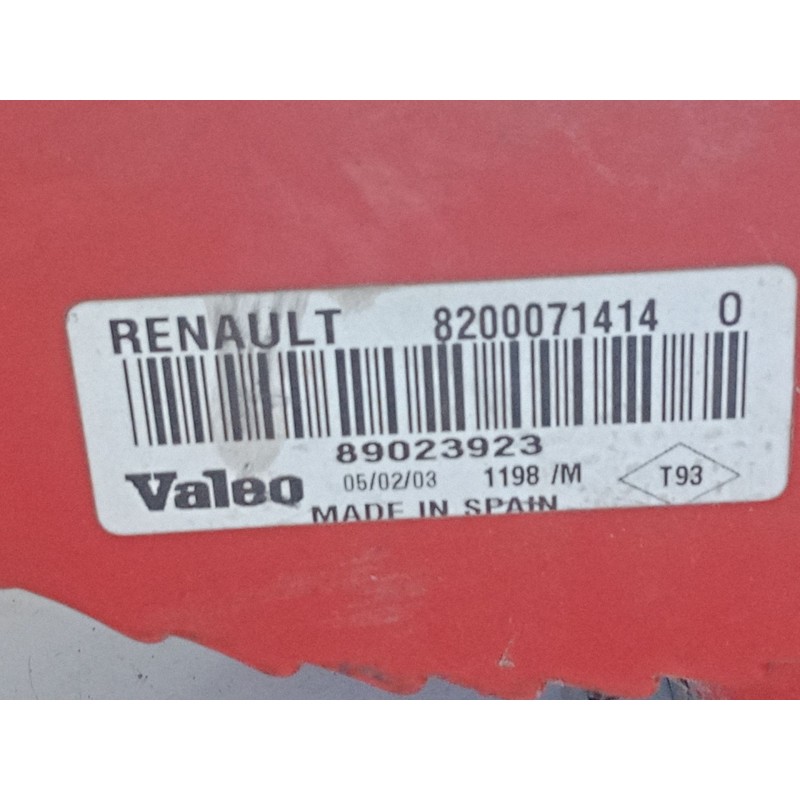 RENAULT 8200071414 0
89023923
Valeo 05/02/03 1198 /M T93
MADE IN SPAIN